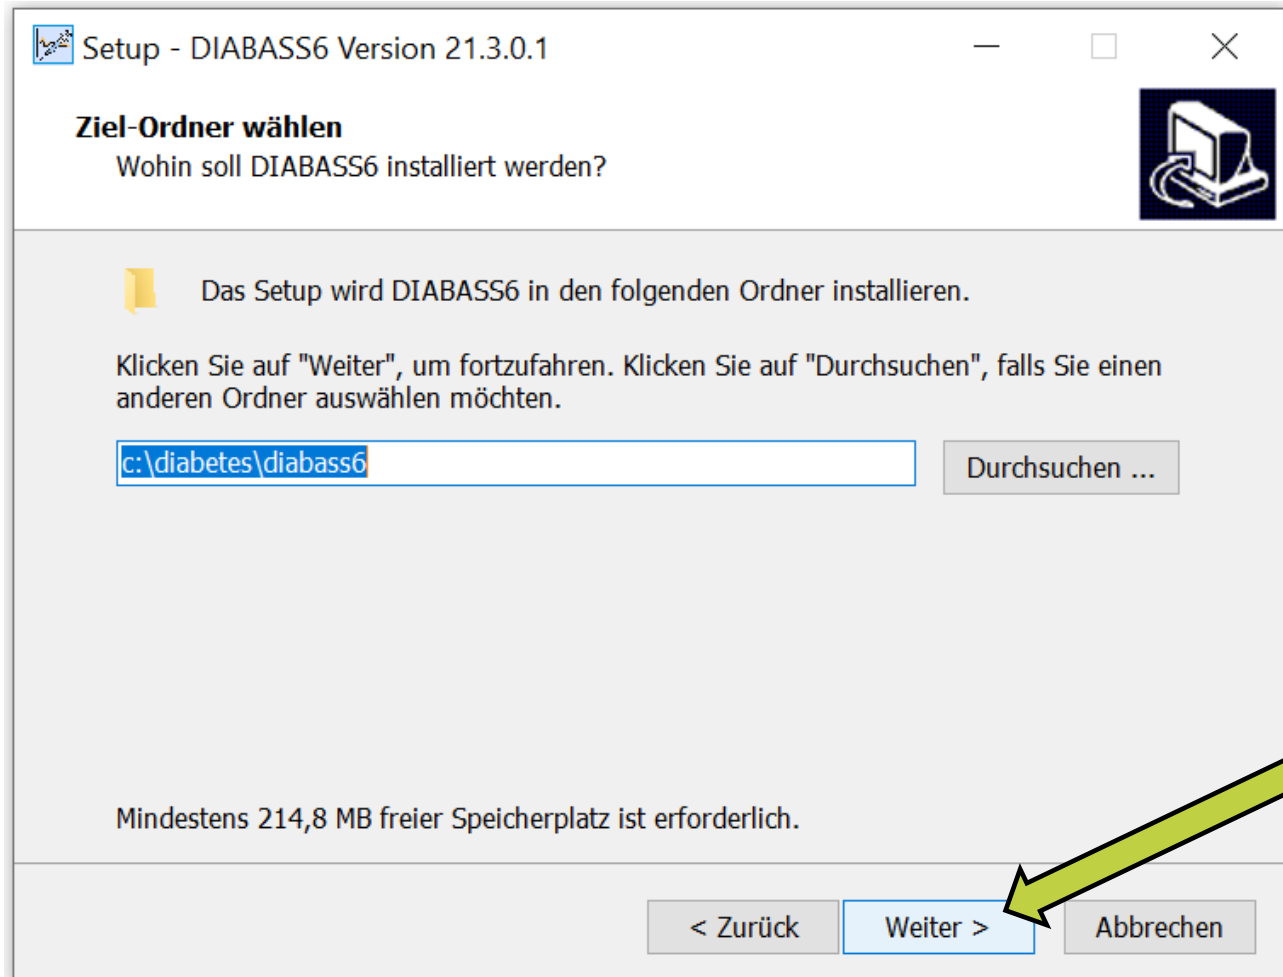 Setup - DIABASS6 Version 21.3.0.1
Ziel-Ordner wählen
Wohin soll DIABASS6 installiert werden?
Das Setup wird DIABASS6 in den folgenden Ordner installieren.
Klicken Sie auf "Weiter", um fortzufahren. Klicken Sie auf "Durchsuchen", falls Sie einen
anderen Ordner auswählen möchten.
c:\diabetes\diabass6
Durchsuchen ...
Mindestens 214,8 MB freier Speicherplatz ist erforderlich.
< Zurück
Weiter >
Abbrechen